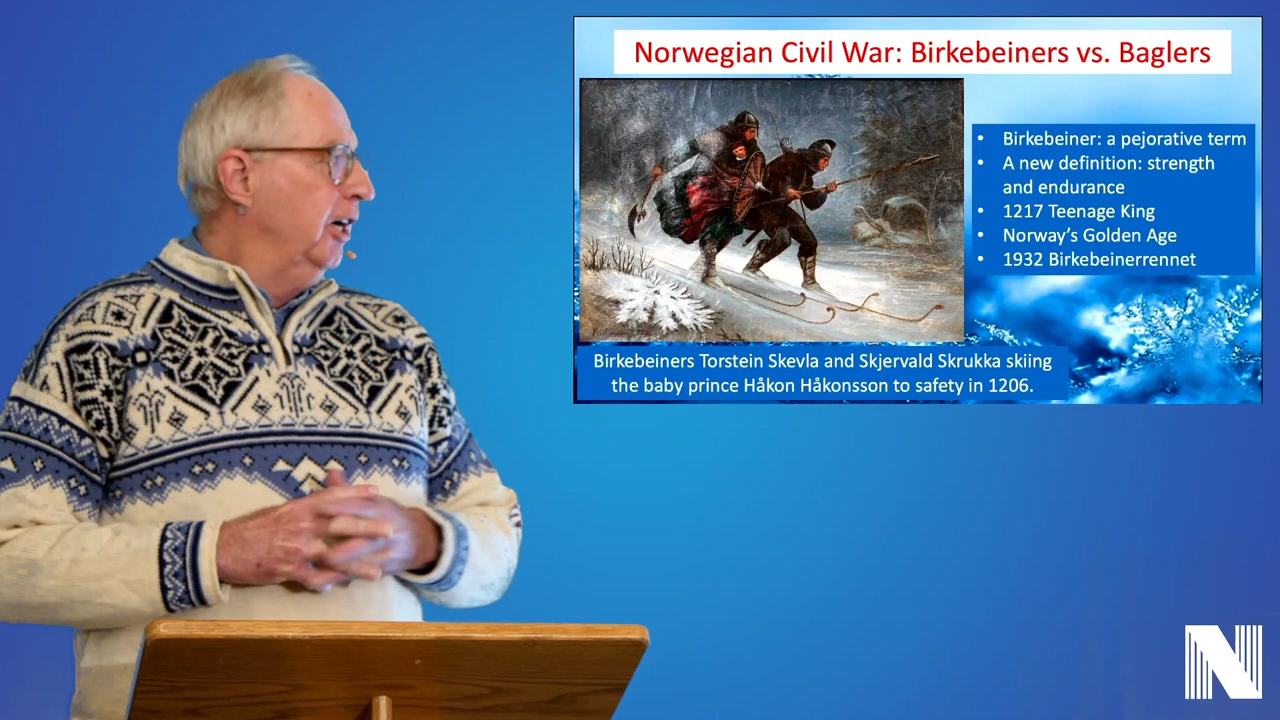 Norwegian Civil War: Birkebeiners vs. Baglers
• Birkebeiner: a pejorative term
• A new definition: strength
and endurance
• 1217 Teenage King
• Norway's Golden Age
• 1932 Birkebeinerrennet
Birkebeiners Torstein Skevla and Skjervald Skrukka skiing
the baby prince Håkon Håkonsson to safety in 1206.
N